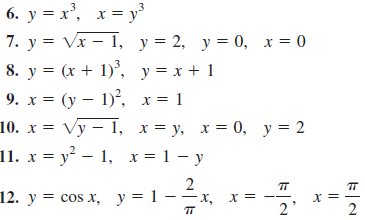 6. y = x³, x = y³
7. y = √x − 1, y = 2, y = 0, x = 0
8. y = (x + 1)³, y = x + 1
9. x = (y − 1)², x = 1
10. x = √y − 1, x = y, x = 0, y = 2
11. x = y² − 1, x = 1 − y
12. y = cos x, y = 1 − 2/π x, x = −π/2, x = π/2